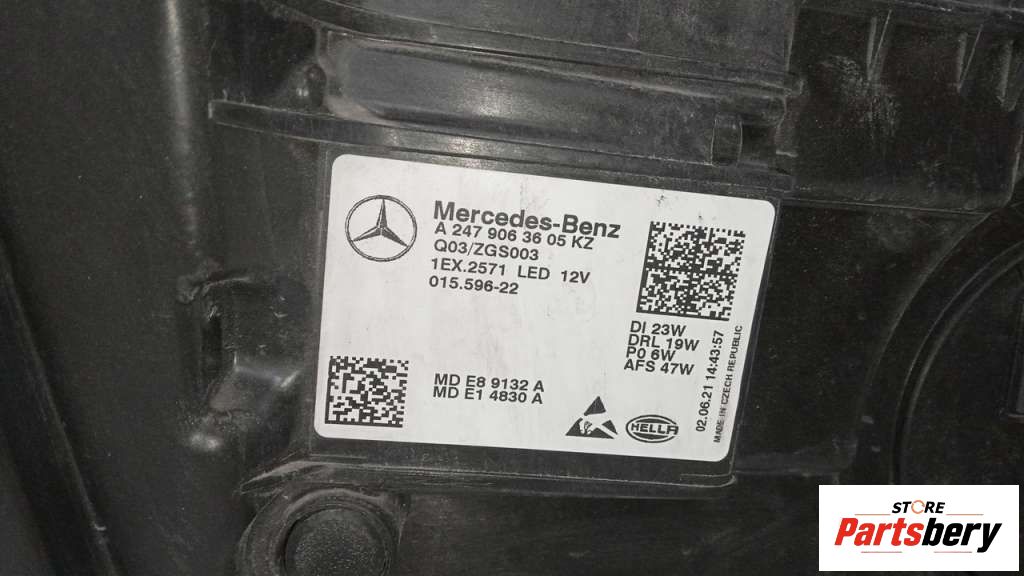 Mercedes-Benz
A 247 906 36 05 KZ
Q03/ZGS003
1EX.2571 LED 12V
015.596-22
DI 23W
DRL 19W
P0 6W
AFS 47W
02.06.21 14:43:57
MADE IN CZECH REPUBLIC
MD E8 9132 A
MD E1 4830 A
HELLA
STORE
Partsbery